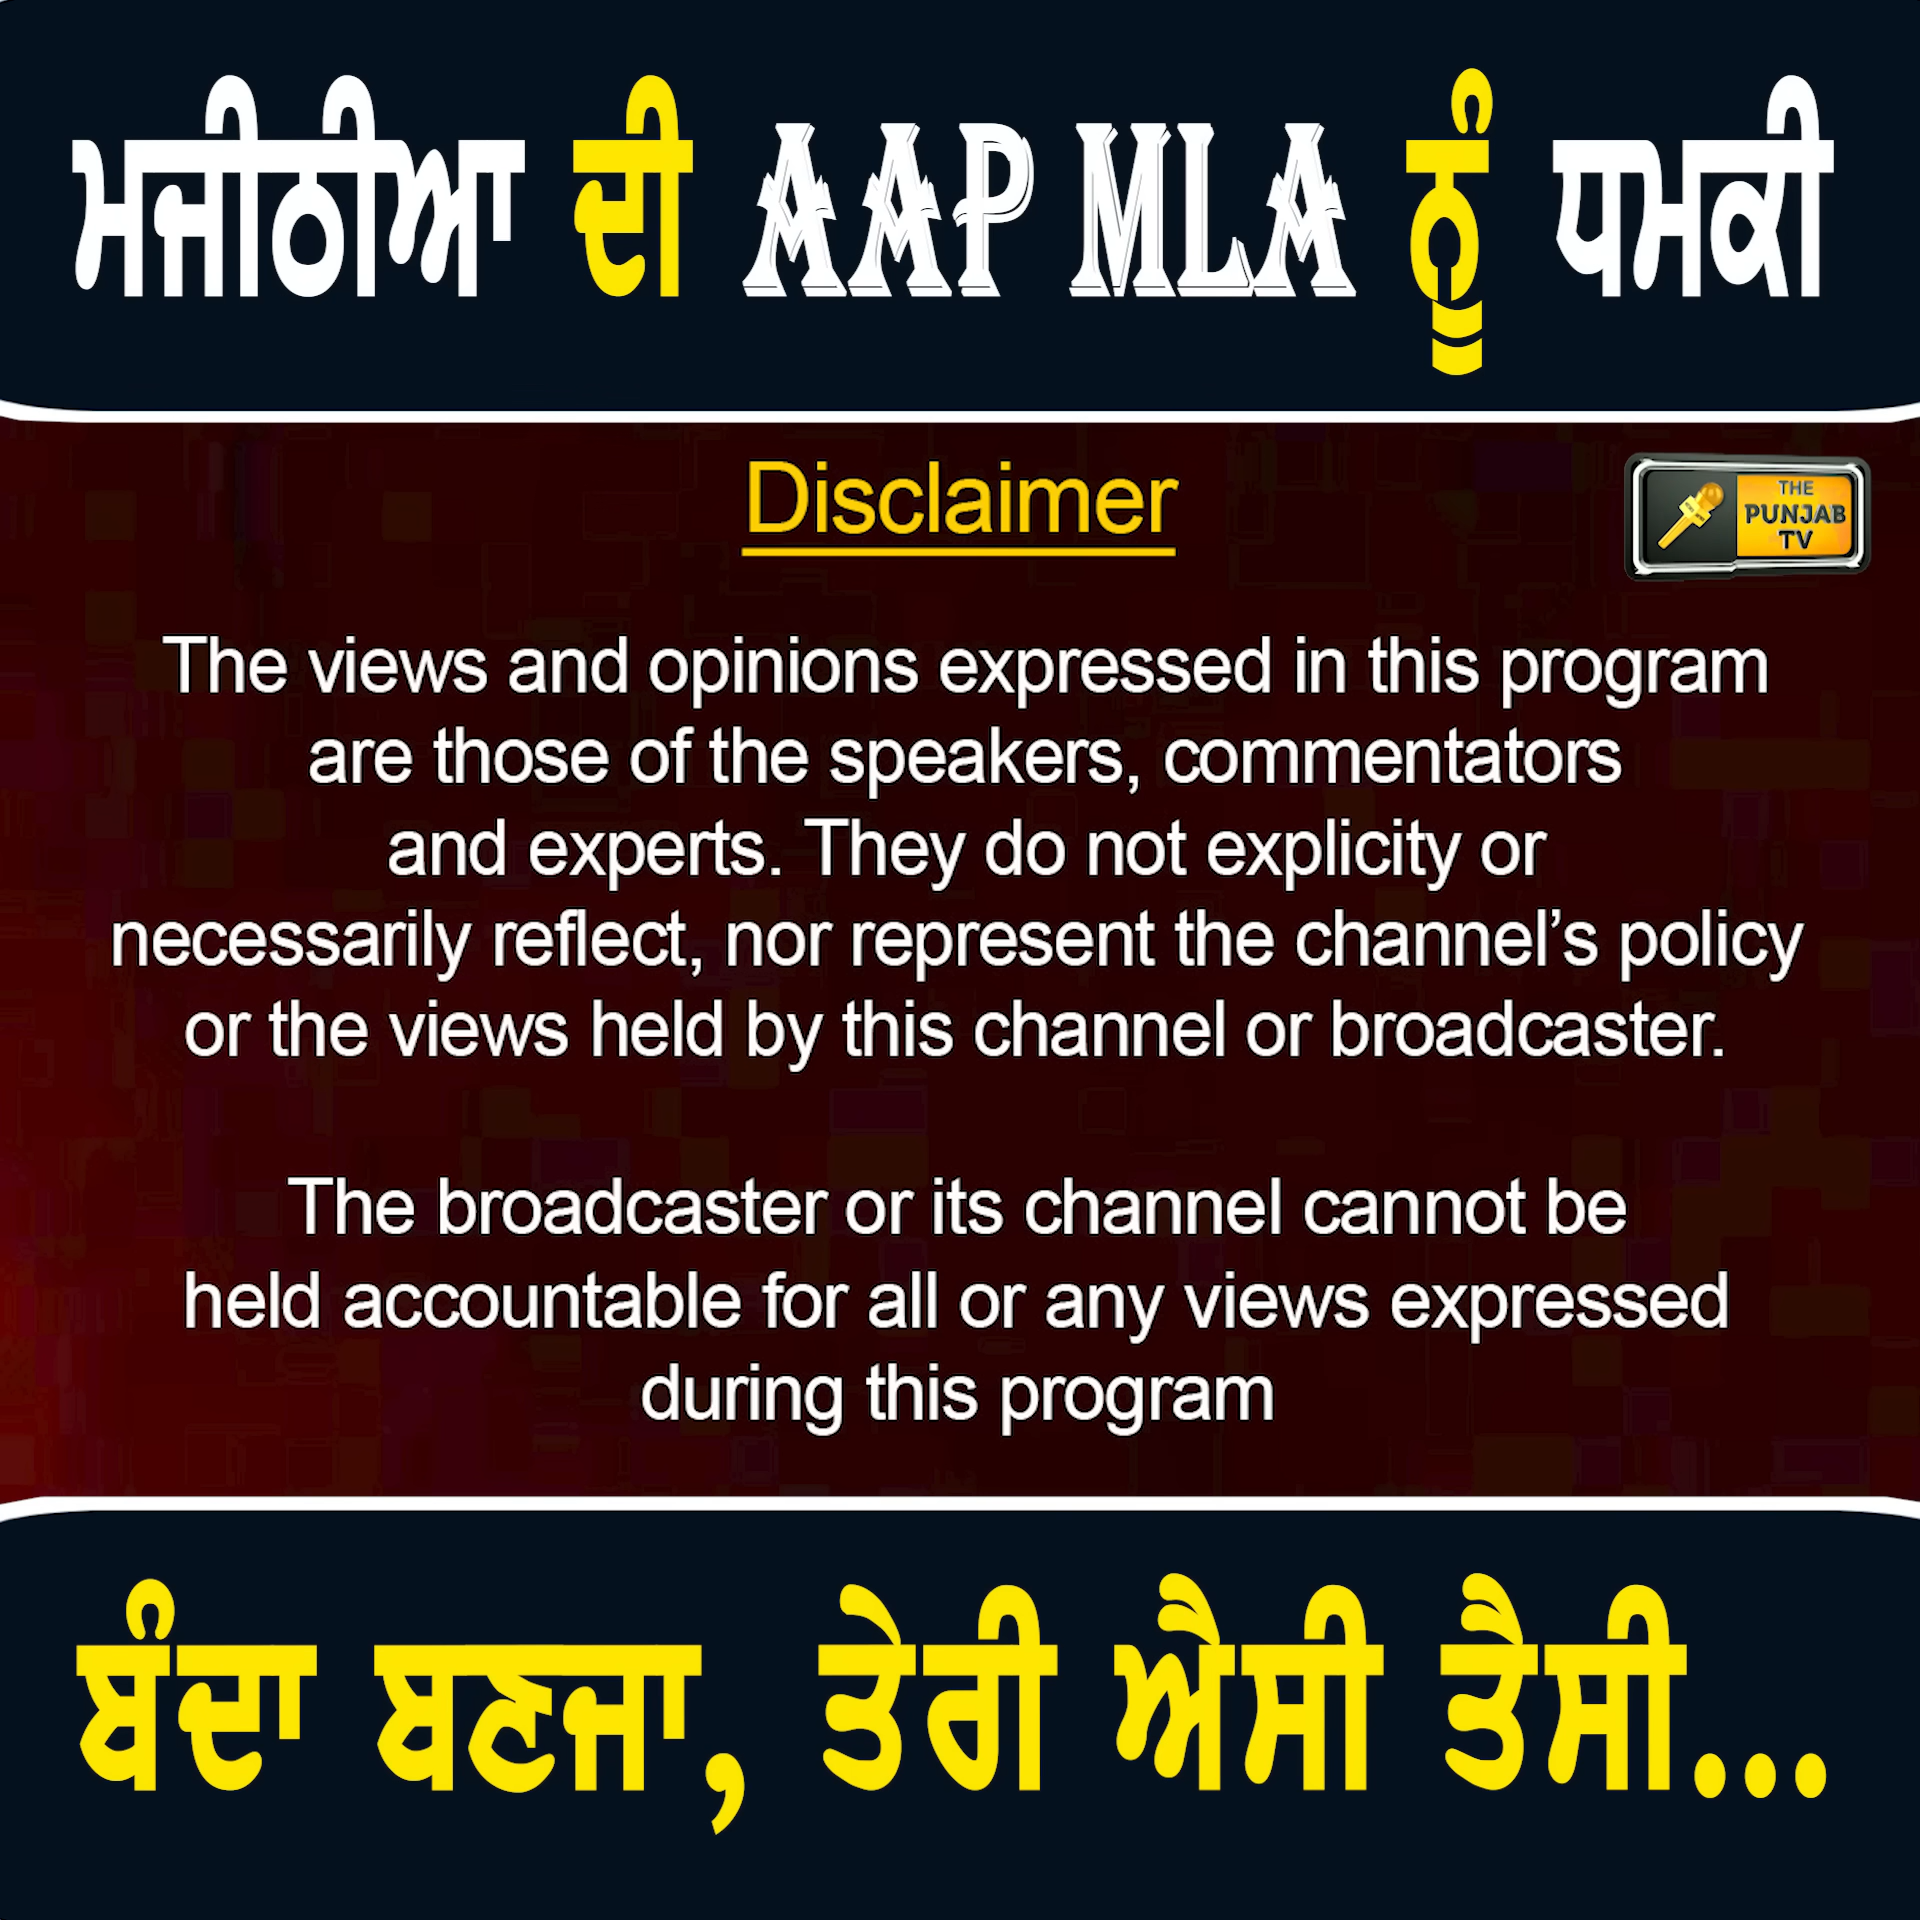 ਮਜੀਠੀਆ ਦੀ AAP MLA ਨੂੰ ਧਮਕੀ
Disclaimer
THE
PUNJAB
TV
The views and opinions expressed in this program
are those of the speakers, commentators
and experts. They do not explicity or
necessarily reflect, nor represent the channel’s policy
or the views held by this channel or broadcaster.
The broadcaster or its channel cannot be
held accountable for all or any views expressed
during this program
ਬੰਦਾ ਬਣਜਾ, ਤੇਰੀ ਐਸੀ ਤੈਸੀ...